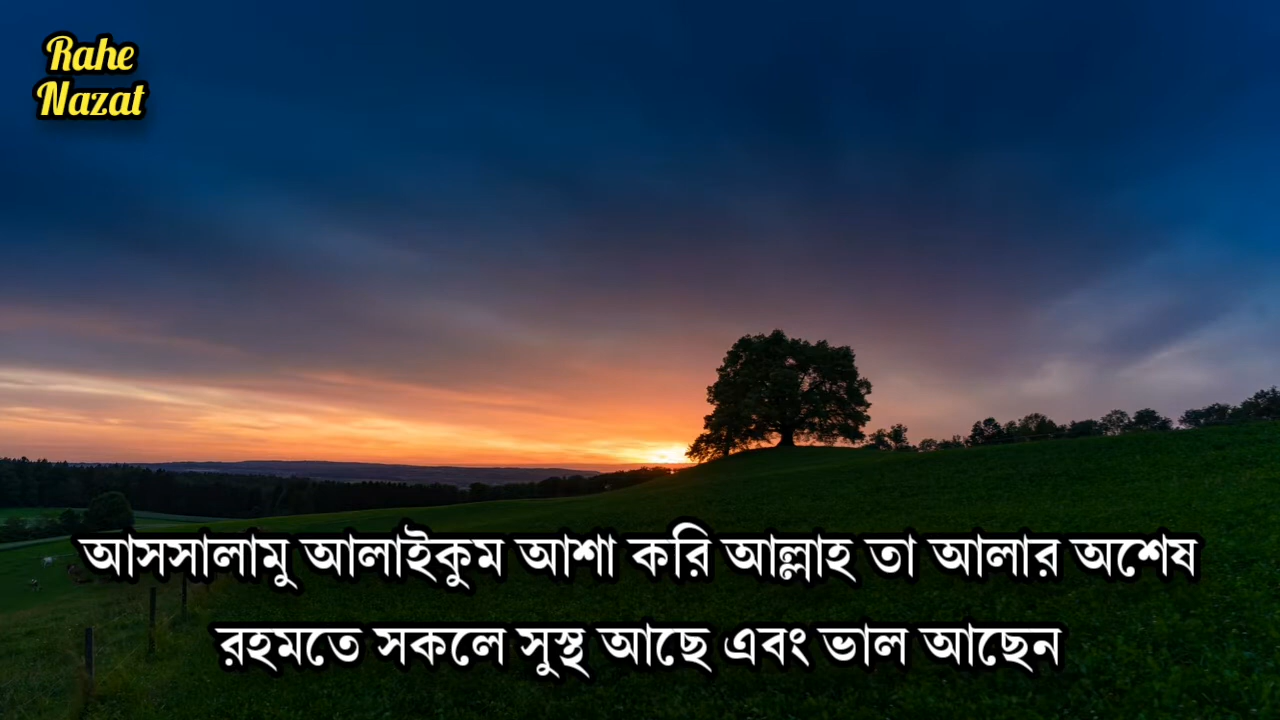 Rahe
Nazat
আসসালামু আলাইকুম আশা করি আল্লাহ তা আলার অশেষ
রহমতে সকলে সুস্থ আছে এবং ভাল আছেন